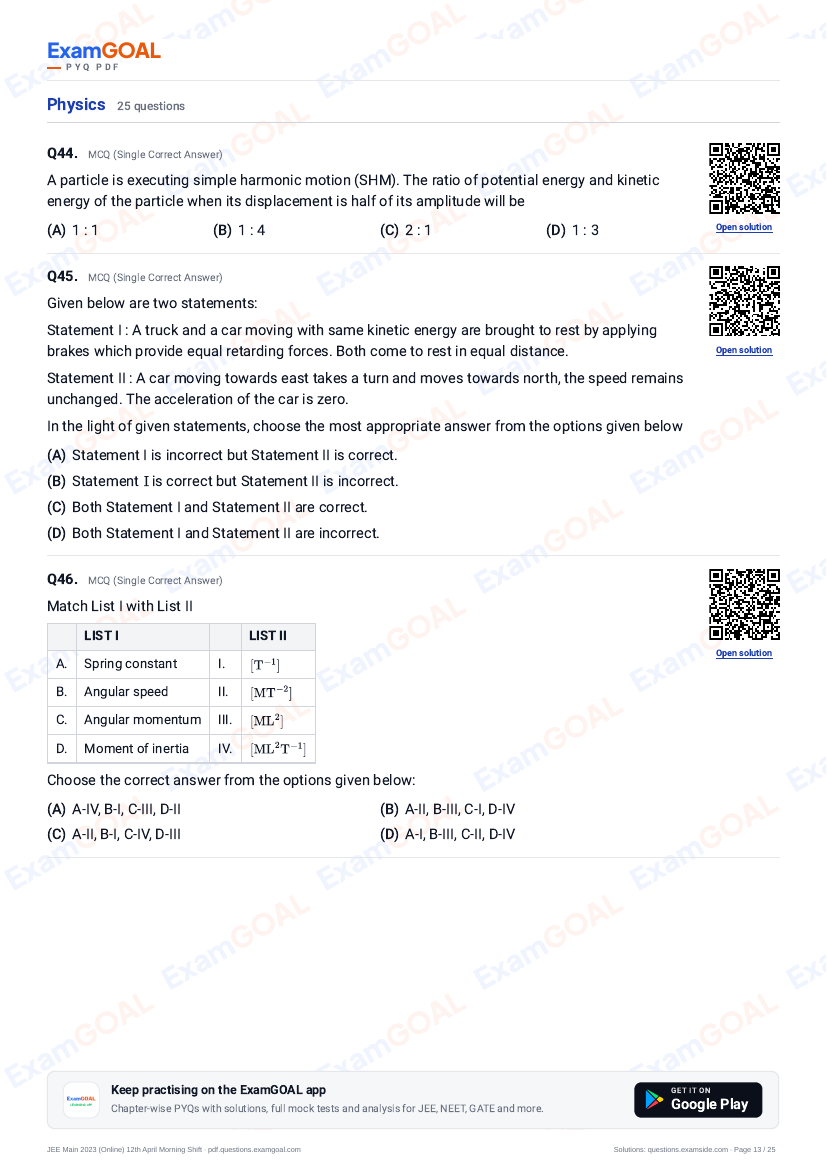 ExamGOAL
PYQ PDF
Physics 25 questions
Q44. MCQ (Single Correct Answer)
A particle is executing simple harmonic motion (SHM). The ratio of potential energy and kinetic
energy of the particle when its displacement is half of its amplitude will be
(A) 1 : 1 (B) 1 : 4 (C) 2 : 1 (D) 1 : 3
Open solution
Q45. MCQ (Single Correct Answer)
Given below are two statements:
Statement I : A truck and a car moving with same kinetic energy are brought to rest by applying
brakes which provide equal retarding forces. Both come to rest in equal distance.
Statement II : A car moving towards east takes a turn and moves towards north, the speed remains
unchanged. The acceleration of the car is zero.
In the light of given statements, choose the most appropriate answer from the options given below
(A) Statement I is incorrect but Statement II is correct.
(B) Statement I is correct but Statement II is incorrect.
(C) Both Statement I and Statement II are correct.
(D) Both Statement I and Statement II are incorrect.
Open solution
Q46. MCQ (Single Correct Answer)
Match List I with List II
LIST I LIST II
A. Spring constant I. [T⁻¹]
B. Angular speed II. [MT⁻²]
C. Angular momentum III. [ML²]
D. Moment of inertia IV. [ML²T⁻¹]
Open solution
Choose the correct answer from the options given below:
(A) A-IV, B-I, C-III, D-II (B) A-II, B-III, C-I, D-IV
(C) A-II, B-I, C-IV, D-III (D) A-I, B-III, C-II, D-IV
Keep practising on the ExamGOAL app
Chapter-wise PYQs with solutions, full mock tests and analysis for JEE, NEET, GATE and more.
GET IT ON
Google Play
JEE Main 2023 (Online) 12th April Morning Shift · pdf.questions.examgoal.com Solutions: questions.examside.com · Page 13 / 25